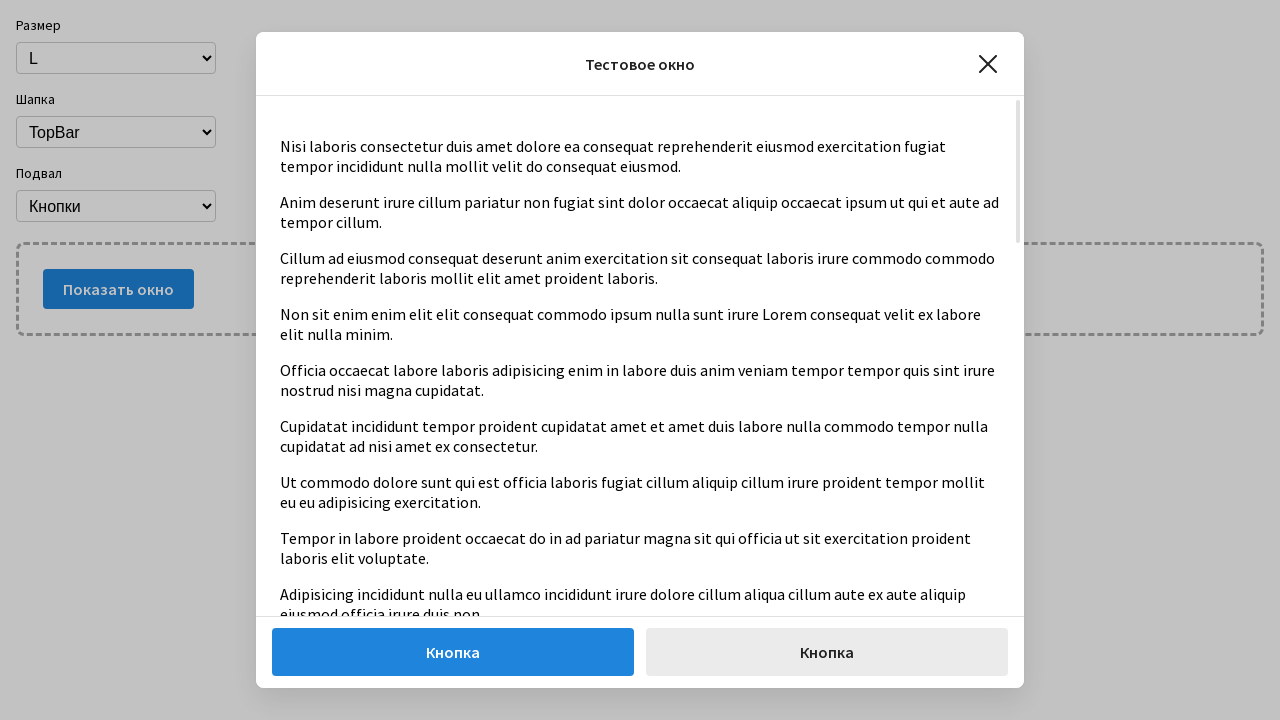 Размер
L
Шапка
TopBar
Подвал
Кнопки
Показать окно
Тестовое окно
Nisi laboris consectetur duis amet dolore ea consequat reprehenderit eiusmod exercitation fugiat
tempor incididunt nulla mollit velit do consequat eiusmod.
Anim deserunt irure cillum pariatur non fugiat sint dolor occaecat aliquip occaecat ipsum ut qui et aute ad
tempor cillum.
Cillum ad eiusmod consequat deserunt anim exercitation sit consequat laboris irure commodo commodo
reprehenderit laboris mollit elit amet proident laboris.
Non sit enim enim elit elit consequat commodo ipsum nulla sunt irure Lorem consequat velit ex labore
elit nulla minim.
Officia occaecat labore laboris adipisicing enim in labore duis anim veniam tempor tempor quis sint irure
nostrud nisi magna cupidatat.
Cupidatat incididunt tempor proident cupidatat amet et amet duis labore nulla commodo tempor nulla
cupidatat ad nisi amet ex consectetur.
Ut commodo dolore sunt qui est officia laboris fugiat cillum aliquip cillum irure proident tempor mollit
eu eu adipisicing exercitation.
Tempor in labore proident occaecat do in ad pariatur magna sit qui officia ut sit exercitation proident
laboris elit voluptate.
Adipisicing incididunt nulla eu ullamco incididunt irure dolore cillum aliqua cillum aute ex aute aliquip
eiusmod officia irure duis non.
Кнопка
Кнопка